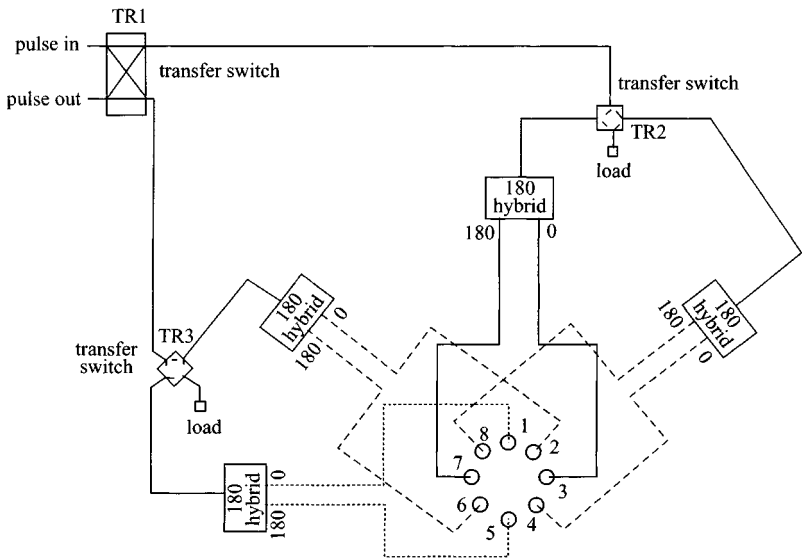 TR1
pulse in
transfer switch
pulse out
transfer switch
TR2
load
180
hybrid
180
0
180
hybrid
0
180
180
hybrid
180
0
TR3
transfer
switch
load
180
hybrid
0
180
1
2
3
4
5
6
7
8